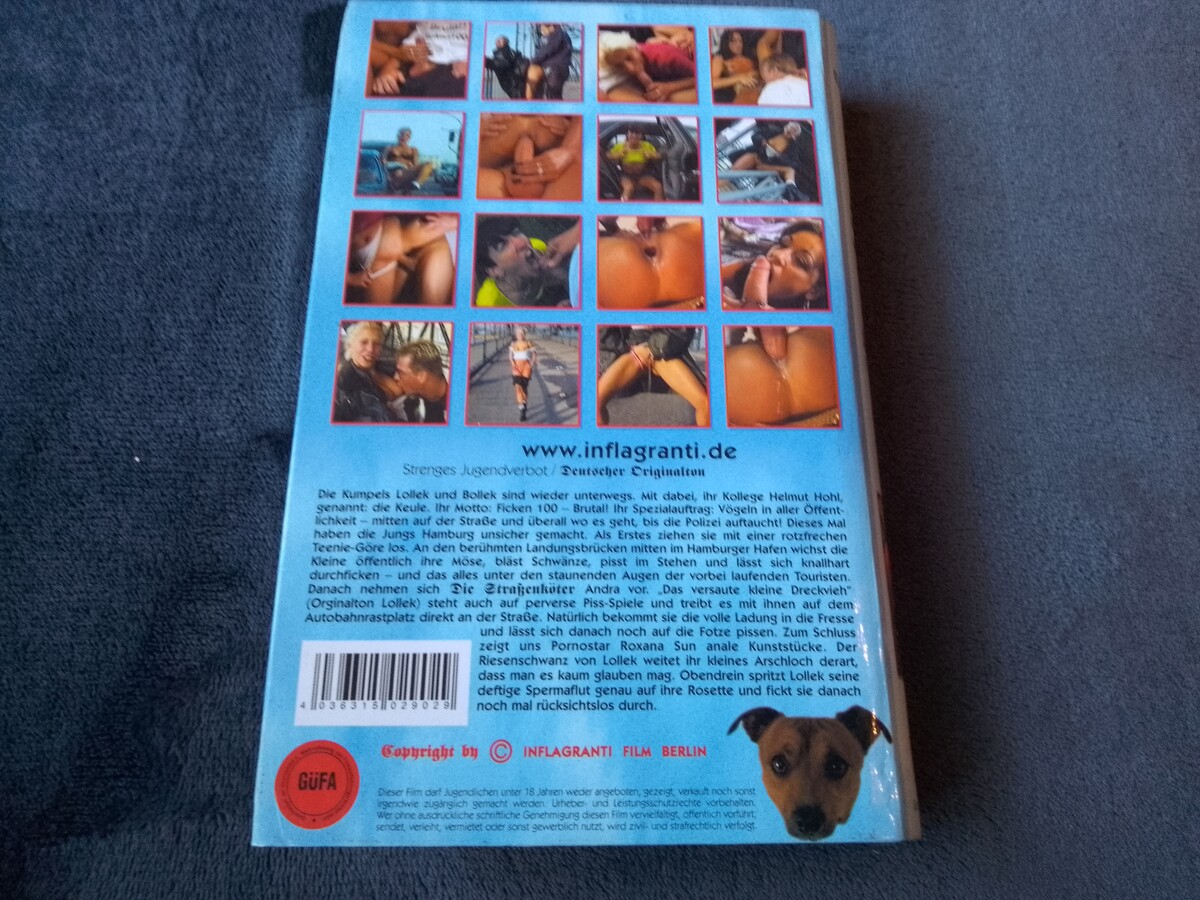 www.inflagranti.de
Strenges Jugendverbot / Deutscher Originalton
Die Kumpels Lollek und Bollek sind wieder unterwegs. Mit dabei, ihr Kollege Helmut Hohl,
genannt: die Keule. Ihr Motto: Ficken 100 – Brutal! Ihr Spezialauftrag: Vögeln in aller Öffent-
lichkeit – mitten auf der Straße und überall wo es geht, bis die Polizei auftaucht! Dieses Mal
haben die Jungs Hamburg unsicher gemacht. Als Erstes ziehen sie mit einer rotzfrechen
Teenie-Göre los. An den berühmten Landungsbrücken mitten im Hamburger Hafen wichst die
Kleine öffentlich ihre Möse, bläst Schwänze, pisst im Stehen und lässt sich knallhart
durchficken – und das alles unter den staunenden Augen der vorbei laufenden Touristen.
Danach nehmen sich Die Straßenköter Andra vor. „Das versaute kleine Dreckvieh“
(Orginalton Lollek) steht auch auf perverse Piss-Spiele und treibt es mit ihnen auf dem
Autobahnrastplatz direkt an der Straße. Natürlich bekommt sie die volle Ladung in die Fresse
und lässt sich danach noch auf die Fotze pissen. Zum Schluss
zeigt uns Pornostar Roxana Sun anale Kunststücke. Der
Riesenschwanz von Lollek weitet ihr kleines Arschloch derart,
dass man es kaum glauben mag. Obendrein spritzt Lollek seine
deftige Spermaflut genau auf ihre Rosette und fickt sie danach
noch mal rücksichtslos durch.
4 036315 029029
Copyright by © INFLAGRANTI FILM BERLIN
GüFA
Dieser Film darf Jugendlichen unter 18 Jahren weder angeboten, gezeigt, verkauft noch sonst
irgendwie zugänglich gemacht werden. Urheber- und Leistungsschutzrechte vorbehalten.
Wer ohne ausdrückliche schriftliche Genehmigung diesen Film vervielfältigt, öffentlich vorführt,
sendet, verleiht, vermietet oder sonst gewerblich nutzt, wird zivil- und strafrechtlich verfolgt.